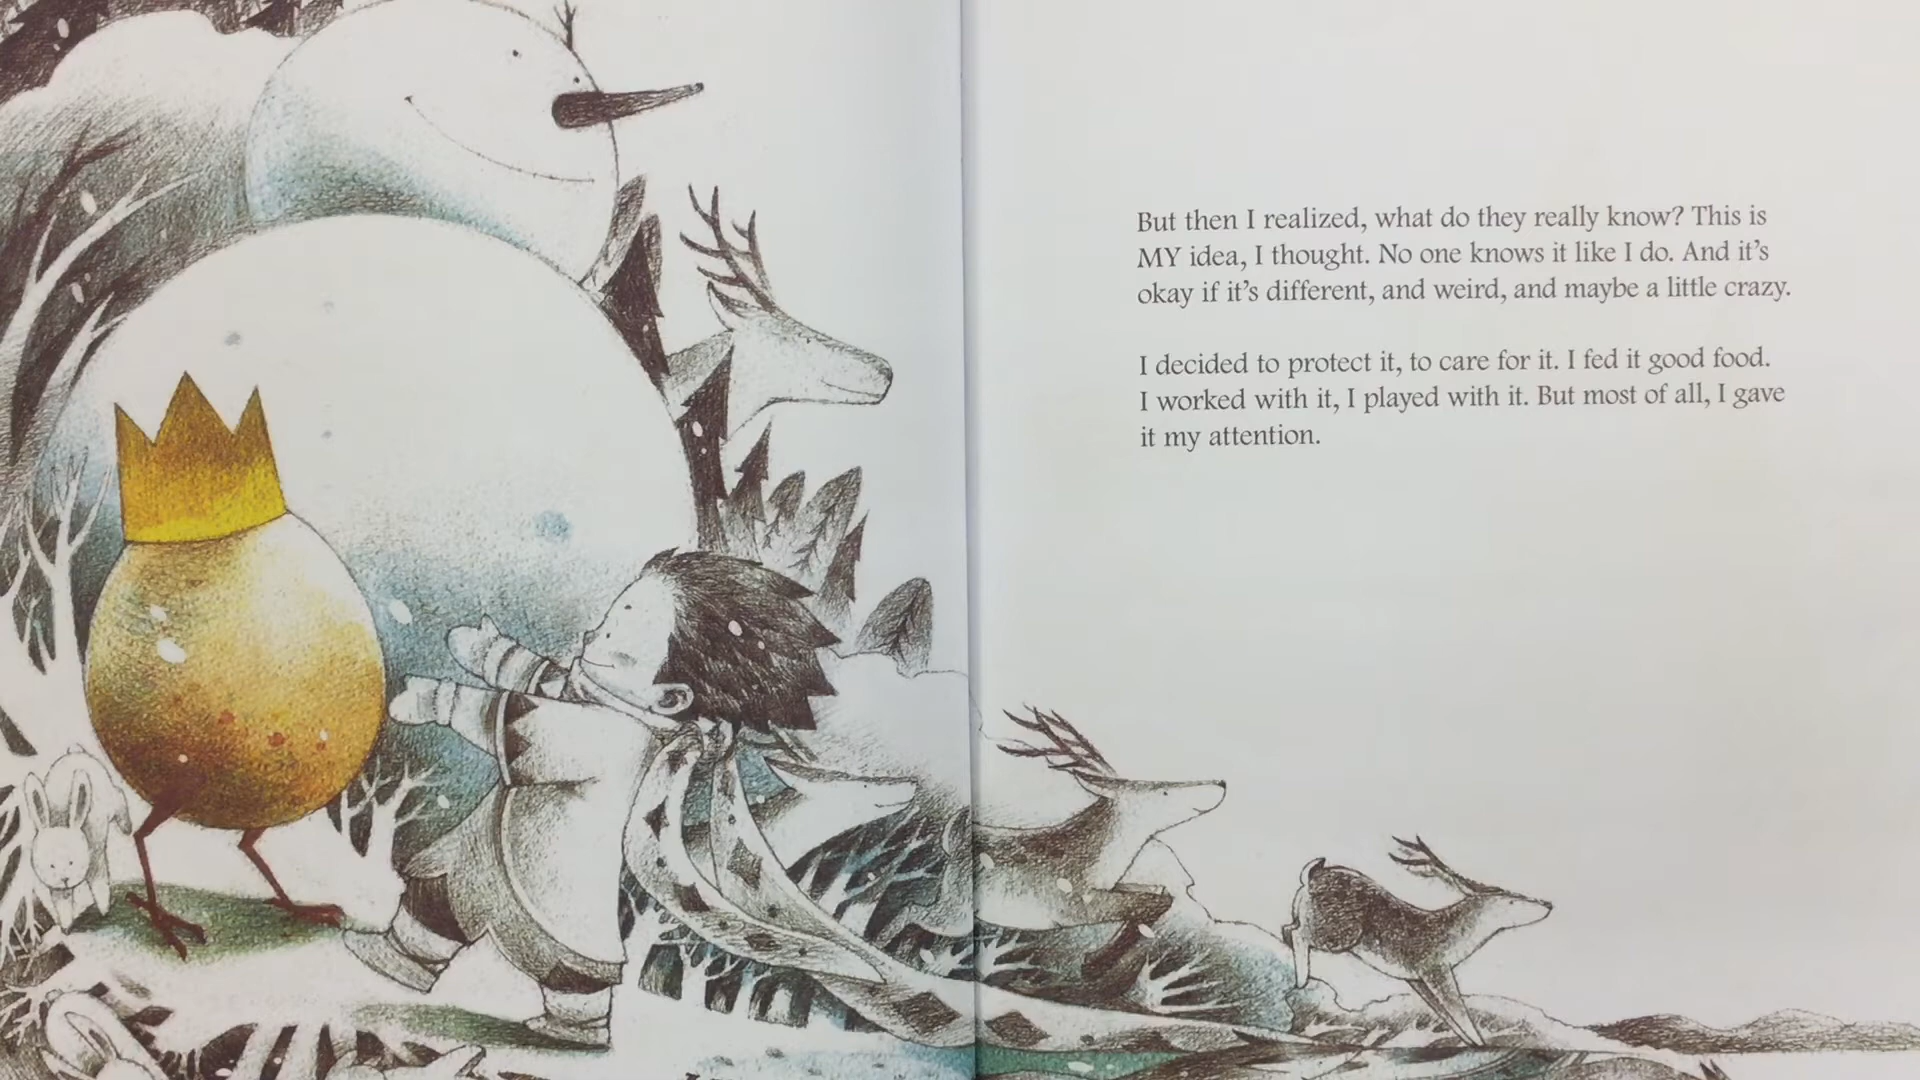 But then I realized, what do they really know? This is
MY idea, I thought. No one knows it like I do. And it's
okay if it's different, and weird, and maybe a little crazy.
I decided to protect it, to care for it. I fed it good food.
I worked with it, I played with it. But most of all, I gave
it my attention.